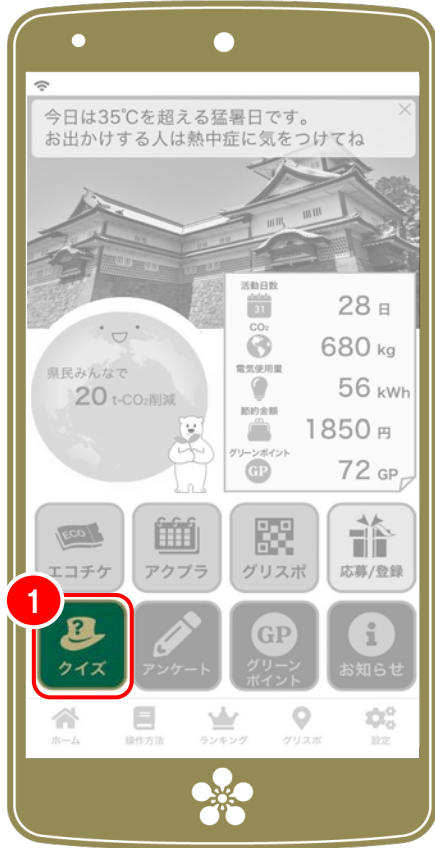 今日は35℃を超える猛暑日です。
お出かけする人は熱中症に気をつけてね
活動日数
31
28 日
CO₂
680 kg
電気使用量
56 kWh
節約金額
1850 円
グリーンポイント
GP
72 GP
県民みんなで
20 t-CO₂削減
ECO
エコチケ
アクプラ
グリスポ
応募/登録
1
?
クイズ
アンケート
GP
グリーン
ポイント
i
お知らせ
ホーム
操作方法
ランキング
グリスポ
設定